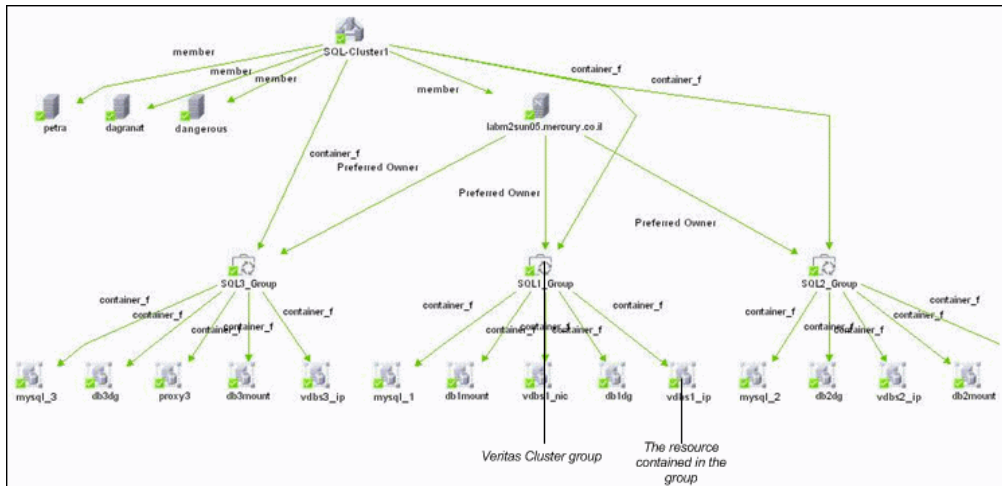 SQL-Cluster1
member
member
member
member
container_f
container_f
petra
dagranat
dangerous
labm2sun05.mercury.co.il
container_f
Preferred Owner
Preferred Owner
Preferred Owner
SQL3_Group
SQL1_Group
SQL2_Group
container_f
container_f
container_f
container_f
container_f
container_f
container_f
container_f
container_f
container_f
container_f
container_f
container_f
container_f
mysql_3
db3dg
proxy3
db3mount
vdbs3_ip
mysql_1
db1mount
vdbs1_nic
db1dg
vdbs1_ip
mysql_2
db2dg
vdbs2_ip
db2mount
Veritas Cluster group
The resource
contained in the
group